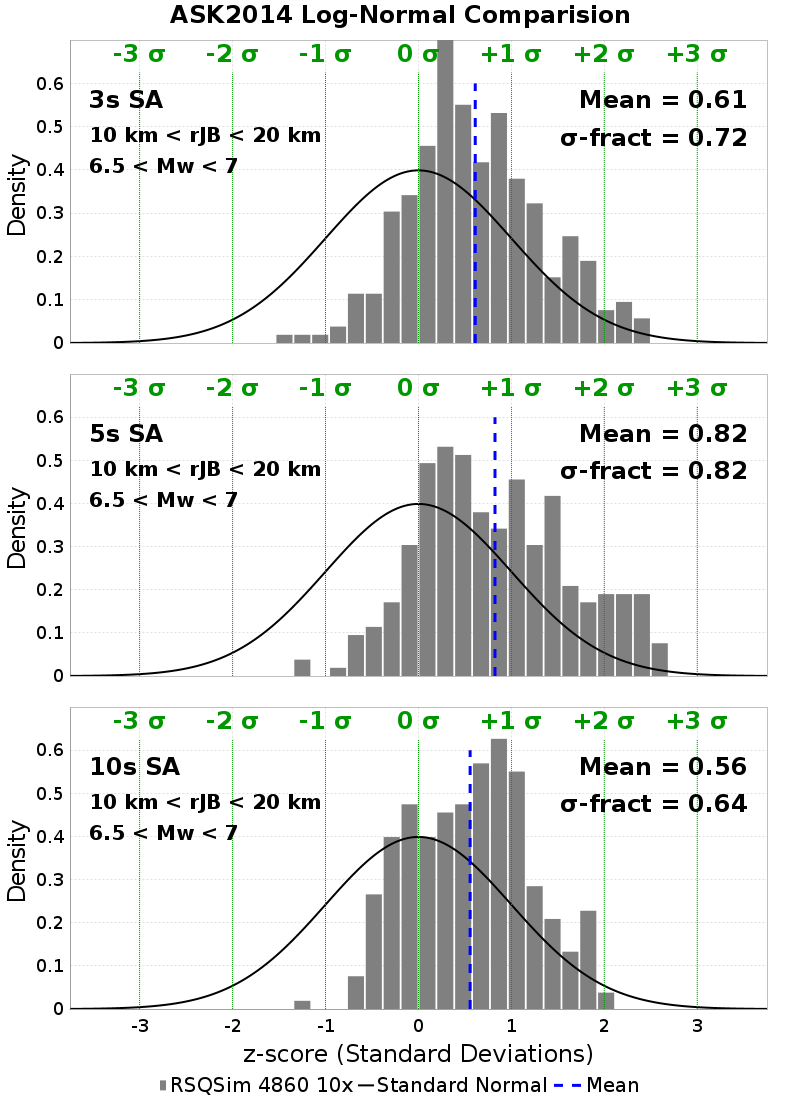 ASK2014 Log-Normal Comparision
-3 σ -2 σ -1 σ 0 σ +1 σ +2 σ +3 σ
3s SA
Mean = 0.61
10 km < rJB < 20 km
σ-fract = 0.72
6.5 < Mw < 7
Density
0.6
0.5
0.4
0.3
0.2
0.1
0
-3 σ -2 σ -1 σ 0 σ +1 σ +2 σ +3 σ
5s SA
Mean = 0.82
10 km < rJB < 20 km
σ-fract = 0.82
6.5 < Mw < 7
Density
0.6
0.5
0.4
0.3
0.2
0.1
0
-3 σ -2 σ -1 σ 0 σ +1 σ +2 σ +3 σ
10s SA
Mean = 0.56
10 km < rJB < 20 km
σ-fract = 0.64
6.5 < Mw < 7
Density
0.6
0.5
0.4
0.3
0.2
0.1
0
-3 -2 -1 0 1 2 3
z-score (Standard Deviations)
RSQSim 4860 10x Standard Normal Mean